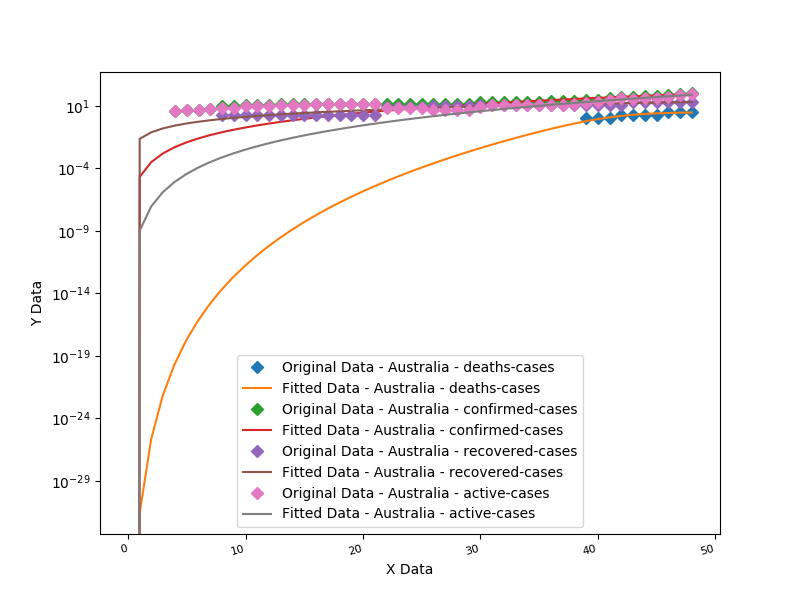 10^1
10^-4
10^-9
10^-14
10^-19
10^-24
10^-29
Y Data
Original Data - Australia - deaths-cases
Fitted Data - Australia - deaths-cases
Original Data - Australia - confirmed-cases
Fitted Data - Australia - confirmed-cases
Original Data - Australia - recovered-cases
Fitted Data - Australia - recovered-cases
Original Data - Australia - active-cases
Fitted Data - Australia - active-cases
0 10 20 30 40 50
X Data